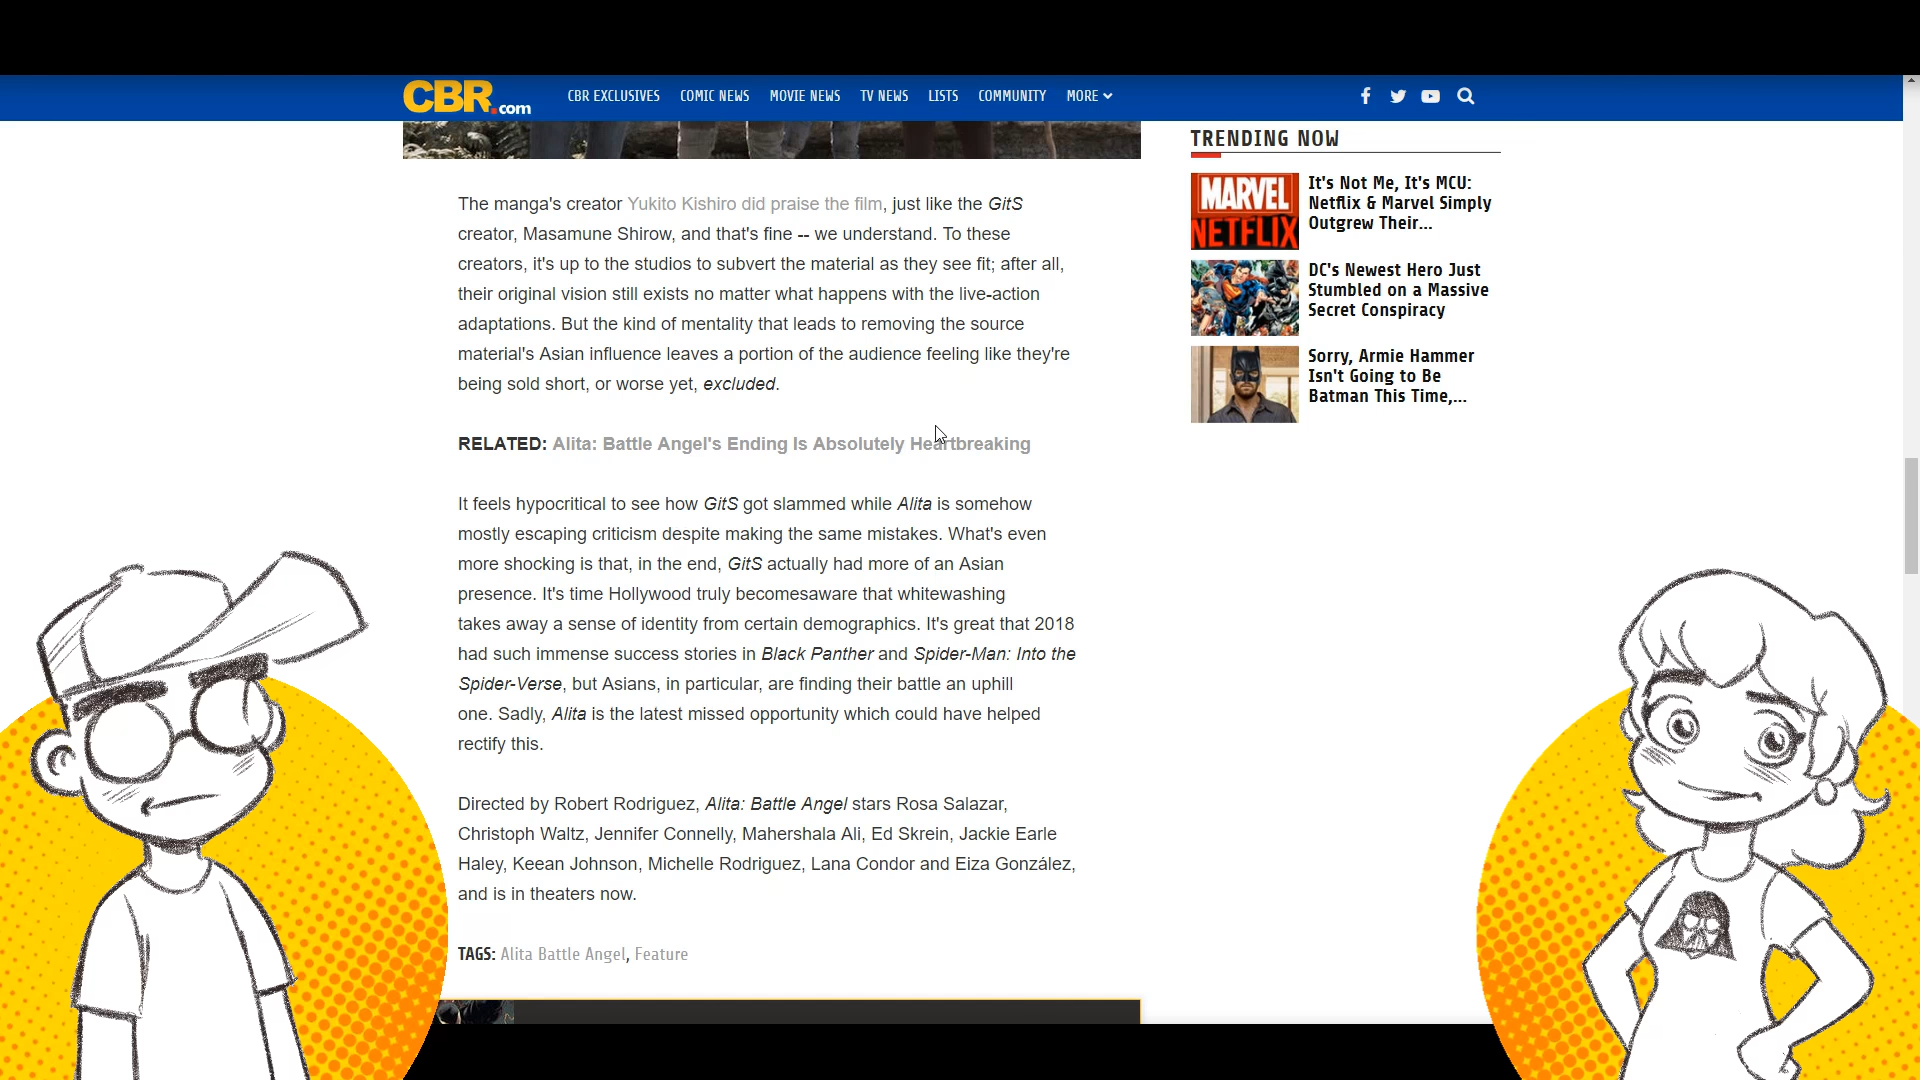 CBR.com
CBR EXCLUSIVES COMIC NEWS MOVIE NEWS TV NEWS LISTS COMMUNITY MORE
TRENDING NOW
MARVEL
NETFLIX
It's Not Me, It's MCU:
Netflix & Marvel Simply
Outgrew Their...
DC's Newest Hero Just
Stumbled on a Massive
Secret Conspiracy
Sorry, Armie Hammer
Isn't Going to Be
Batman This Time,...
The manga's creator Yukito Kishiro did praise the film, just like the GitS
creator, Masamune Shirow, and that's fine -- we understand. To these
creators, it's up to the studios to subvert the material as they see fit; after all,
their original vision still exists no matter what happens with the live-action
adaptations. But the kind of mentality that leads to removing the source
material's Asian influence leaves a portion of the audience feeling like they're
being sold short, or worse yet, excluded.
RELATED: Alita: Battle Angel's Ending Is Absolutely Heartbreaking
It feels hypocritical to see how GitS got slammed while Alita is somehow
mostly escaping criticism despite making the same mistakes. What's even
more shocking is that, in the end, GitS actually had more of an Asian
presence. It's time Hollywood truly becomesaware that whitewashing
takes away a sense of identity from certain demographics. It's great that 2018
had such immense success stories in Black Panther and Spider-Man: Into the
Spider-Verse, but Asians, in particular, are finding their battle an uphill
one. Sadly, Alita is the latest missed opportunity which could have helped
rectify this.
Directed by Robert Rodriguez, Alita: Battle Angel stars Rosa Salazar,
Christoph Waltz, Jennifer Connelly, Mahershala Ali, Ed Skrein, Jackie Earle
Haley, Keean Johnson, Michelle Rodriguez, Lana Condor and Eiza González,
and is in theaters now.
TAGS: Alita Battle Angel, Feature